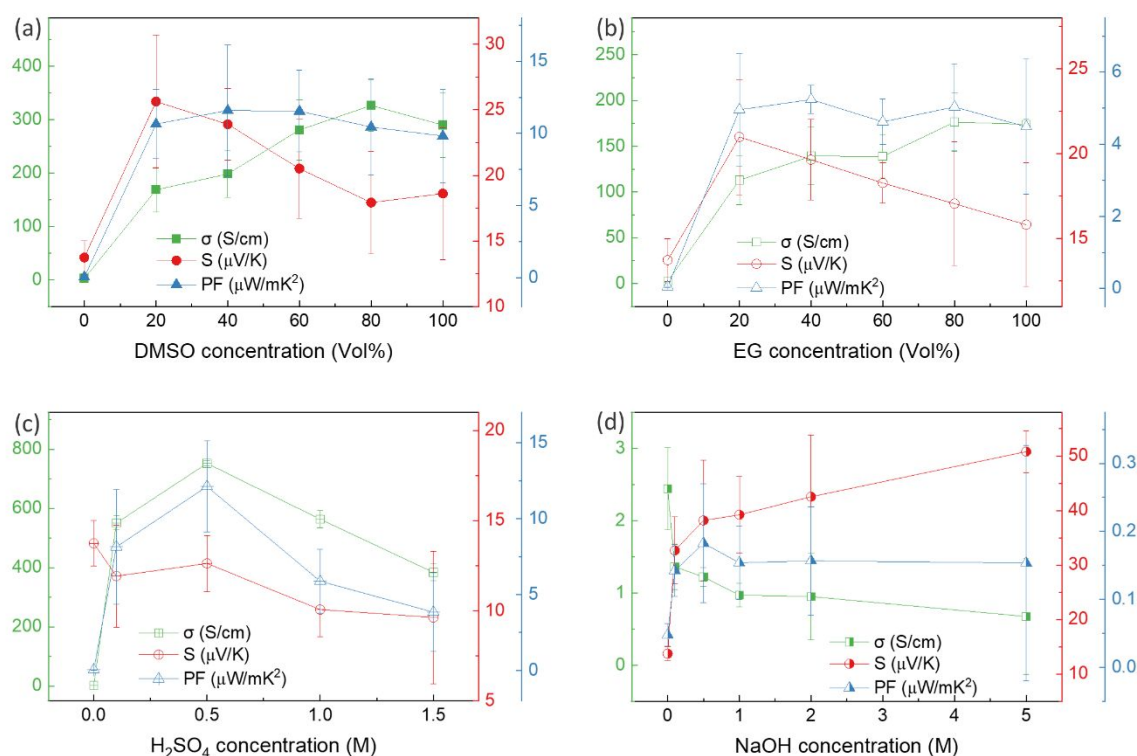 (a)
400
300
200
100
0
30
25
20
15
10
15
10
5
0
σ (S/cm)
S (μV/K)
PF (μW/mK²)
0 20 40 60 80 100
DMSO concentration (Vol%)
(b)
250
200
150
100
50
0
25
20
15
6
4
2
0
σ (S/cm)
S (μV/K)
PF (μW/mK²)
0 20 40 60 80 100
EG concentration (Vol%)
(c)
800
600
400
200
0
20
15
10
5
15
10
5
0
σ (S/cm)
S (μV/K)
PF (μW/mK²)
0.0 0.5 1.0 1.5
H₂SO₄ concentration (M)
(d)
3
2
1
0
50
40
30
20
10
0.3
0.2
0.1
0.0
σ (S/cm)
S (μV/K)
PF (μW/mK²)
0 1 2 3 4 5
NaOH concentration (M)